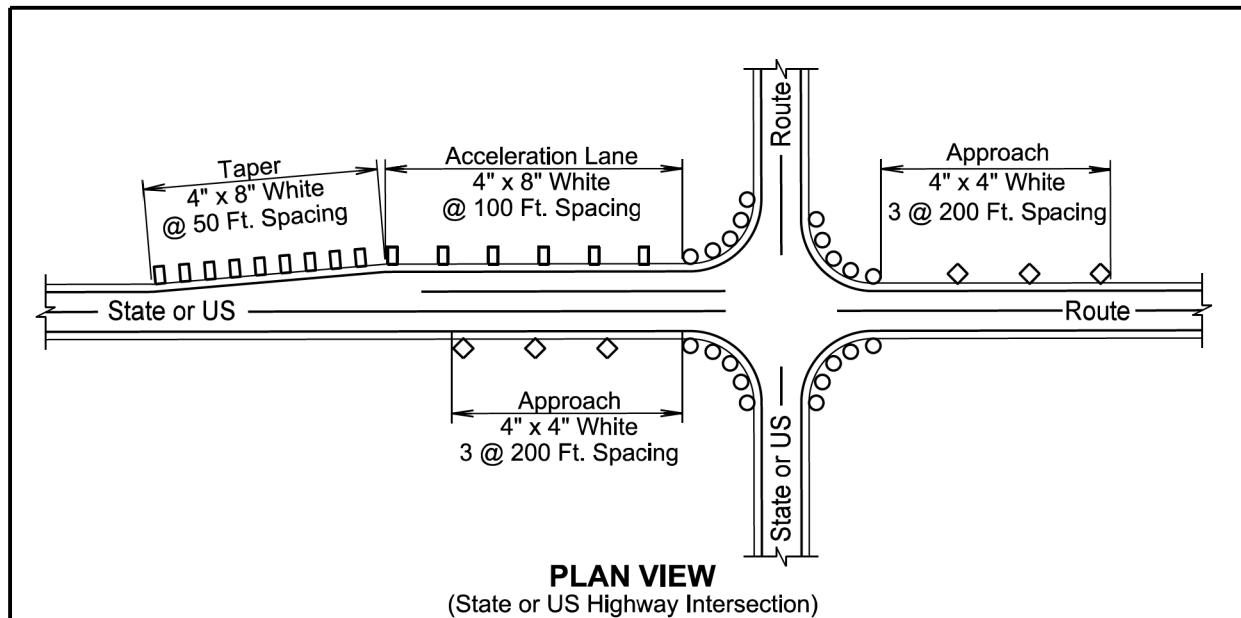 Route
Taper
4" x 8" White
@ 50 Ft. Spacing
Acceleration Lane
4" x 8" White
@ 100 Ft. Spacing
Approach
4" x 4" White
3 @ 200 Ft. Spacing
State or US
Route
Approach
4" x 4" White
3 @ 200 Ft. Spacing
State or US
PLAN VIEW
(State or US Highway Intersection)